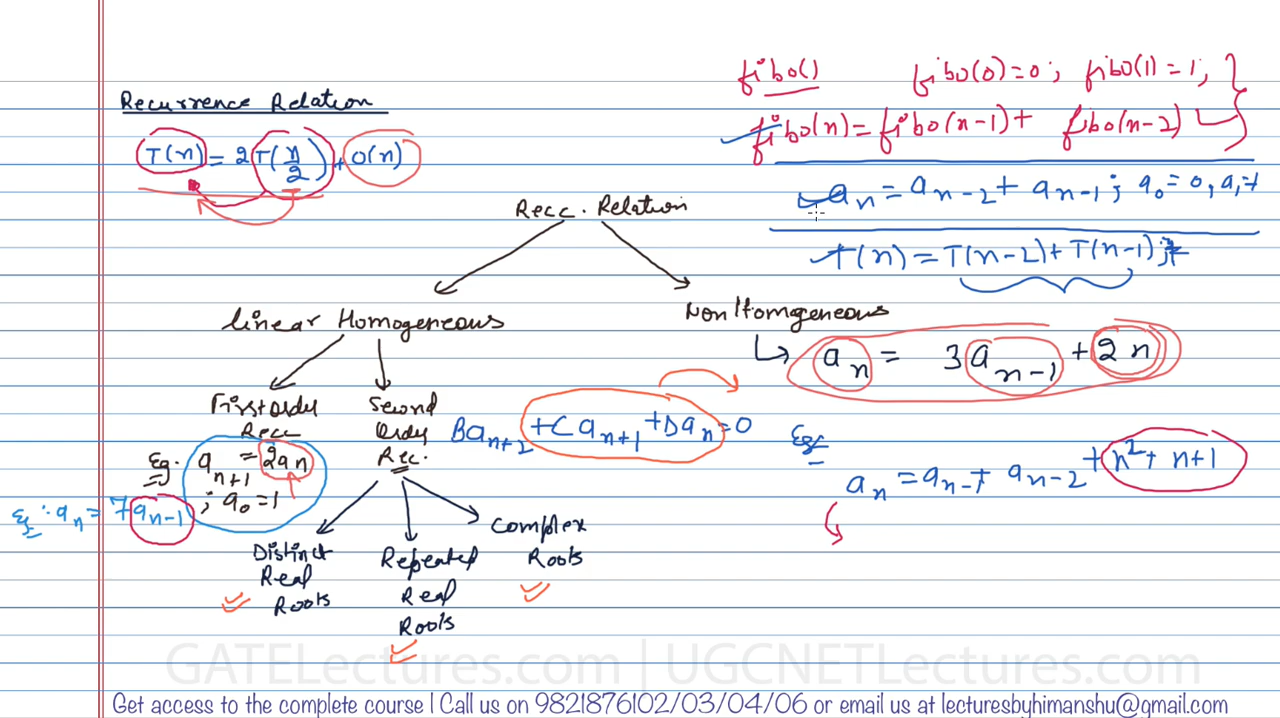 Recurrence Relation
T(n) = 2T(n/2) + O(n)
fibo() fibo(0)=0; fibo(1)=1;
fibo(n) = fibo(n-1) + fibo(n-2)
aₙ = aₙ₋₂ + aₙ₋₁; a₀=0, a₁=1
T(n) = T(n-2) + T(n-1);
Recc. Relation
linear Homogeneous
Non Homogeneous
aₙ = 3aₙ₋₁ + 2n
First order
Recc
Second
Ordy
Rec.
Baₙ₊₂ + Caₙ₊₁ + Daₙ = 0
Eg. aₙ₊₁ = 2aₙ
; a₀ = 1
Eg: aₙ = 7aₙ₋₁
Eg:
aₙ = aₙ₋₁ + aₙ₋₂ + n² + n+1
Distinct
Real
Roots
Repeated
Real
Roots
Complex
Roots
GATELectures.com | UGCNETLectures.com
Get access to the complete course | Call us on 9821876102/03/04/06 or email us at lecturesbyhimanshu@gmail.com